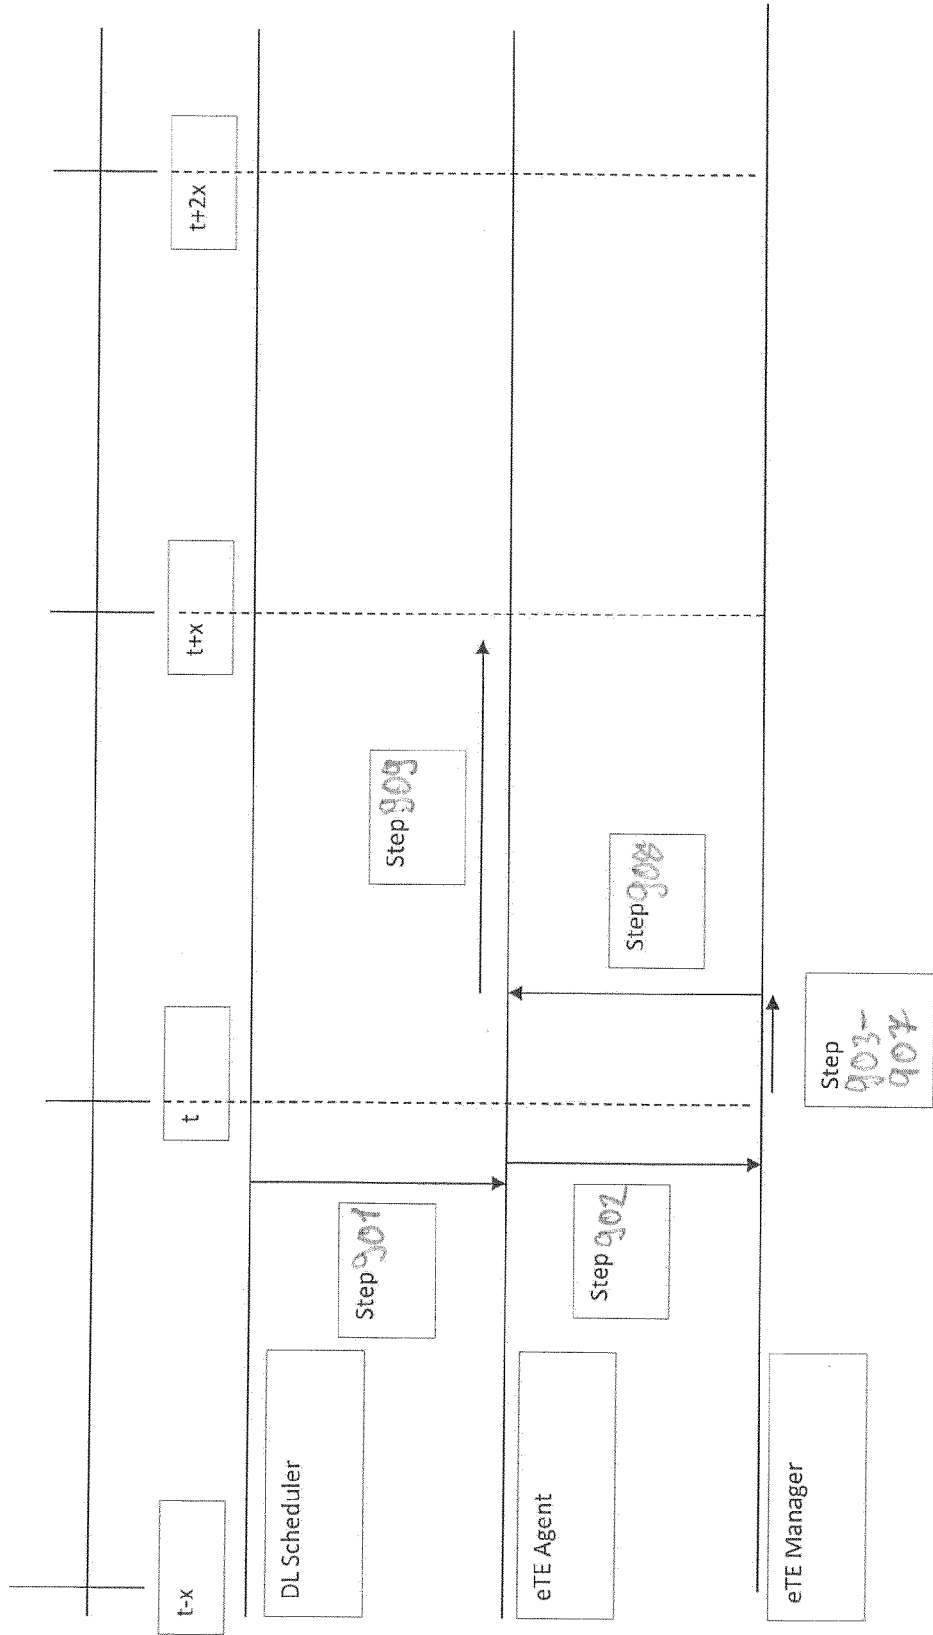 t-x
t
t+x
t+2x
DL Scheduler
Step 901
Step 909
eTE Agent
Step 902
Step 908
eTE Manager
Step
903-
907